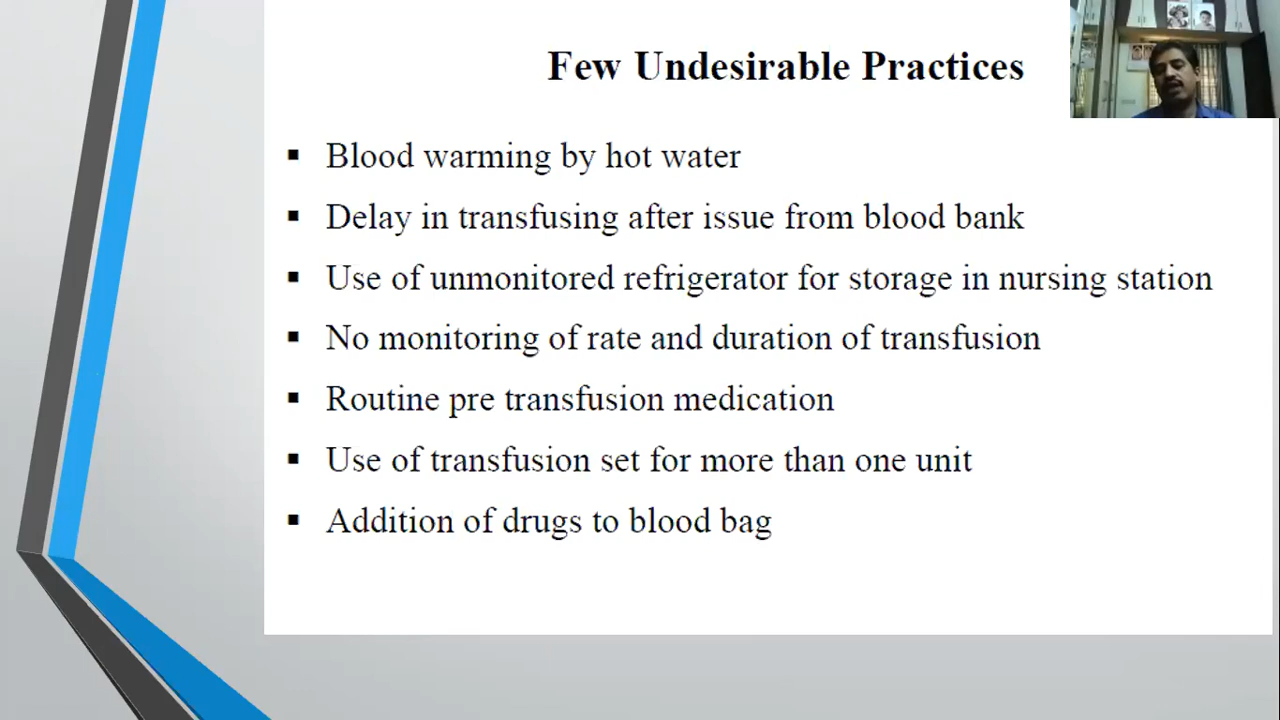 Few Undesirable Practices
▪ Blood warming by hot water
▪ Delay in transfusing after issue from blood bank
▪ Use of unmonitored refrigerator for storage in nursing station
▪ No monitoring of rate and duration of transfusion
▪ Routine pre transfusion medication
▪ Use of transfusion set for more than one unit
▪ Addition of drugs to blood bag